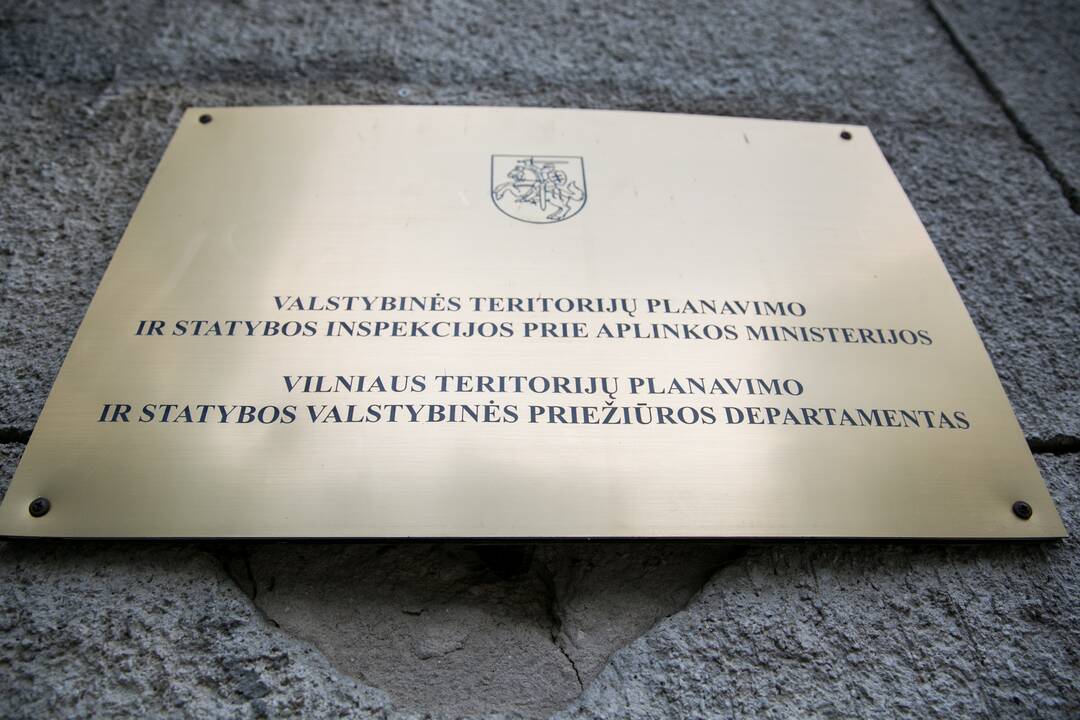 VALSTYBINĖS TERITORIJŲ PLANAVIMO
IR STATYBOS INSPEKCIJOS PRIE APLINKOS MINISTERIJOS
VILNIAUS TERITORIJŲ PLANAVIMO
IR STATYBOS VALSTYBINĖS PRIEŽIŪROS DEPARTAMENTAS